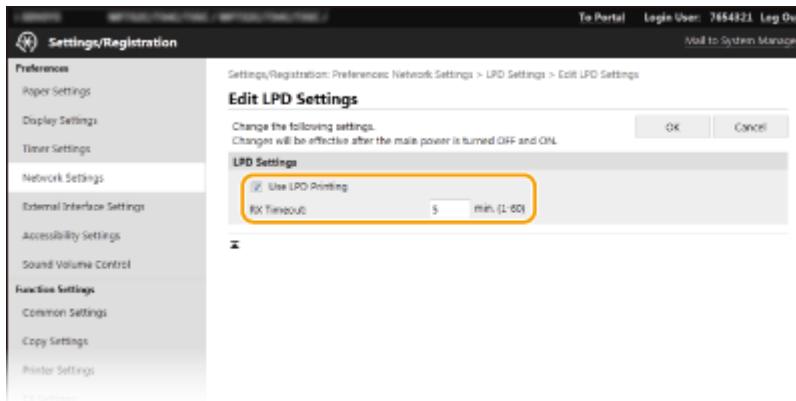 To Portal Login User: 7654321 Log Ou
Settings/Registration
Mail to System Manage
Preferences
Paper Settings
Display Settings
Timer Settings
Network Settings
External Interface Settings
Accessibility Settings
Sound Volume Control
Function Settings
Common Settings
Copy Settings
Printer Settings
Settings/Registration: Preferences: Network Settings > LPD Settings > Edit LPD Settings
Edit LPD Settings
Change the following settings.
Changes will be effective after the main power is turned OFF and ON.
OK Cancel
LPD Settings
Use LPD Printing
RX Timeout: 5 min. (1-60)